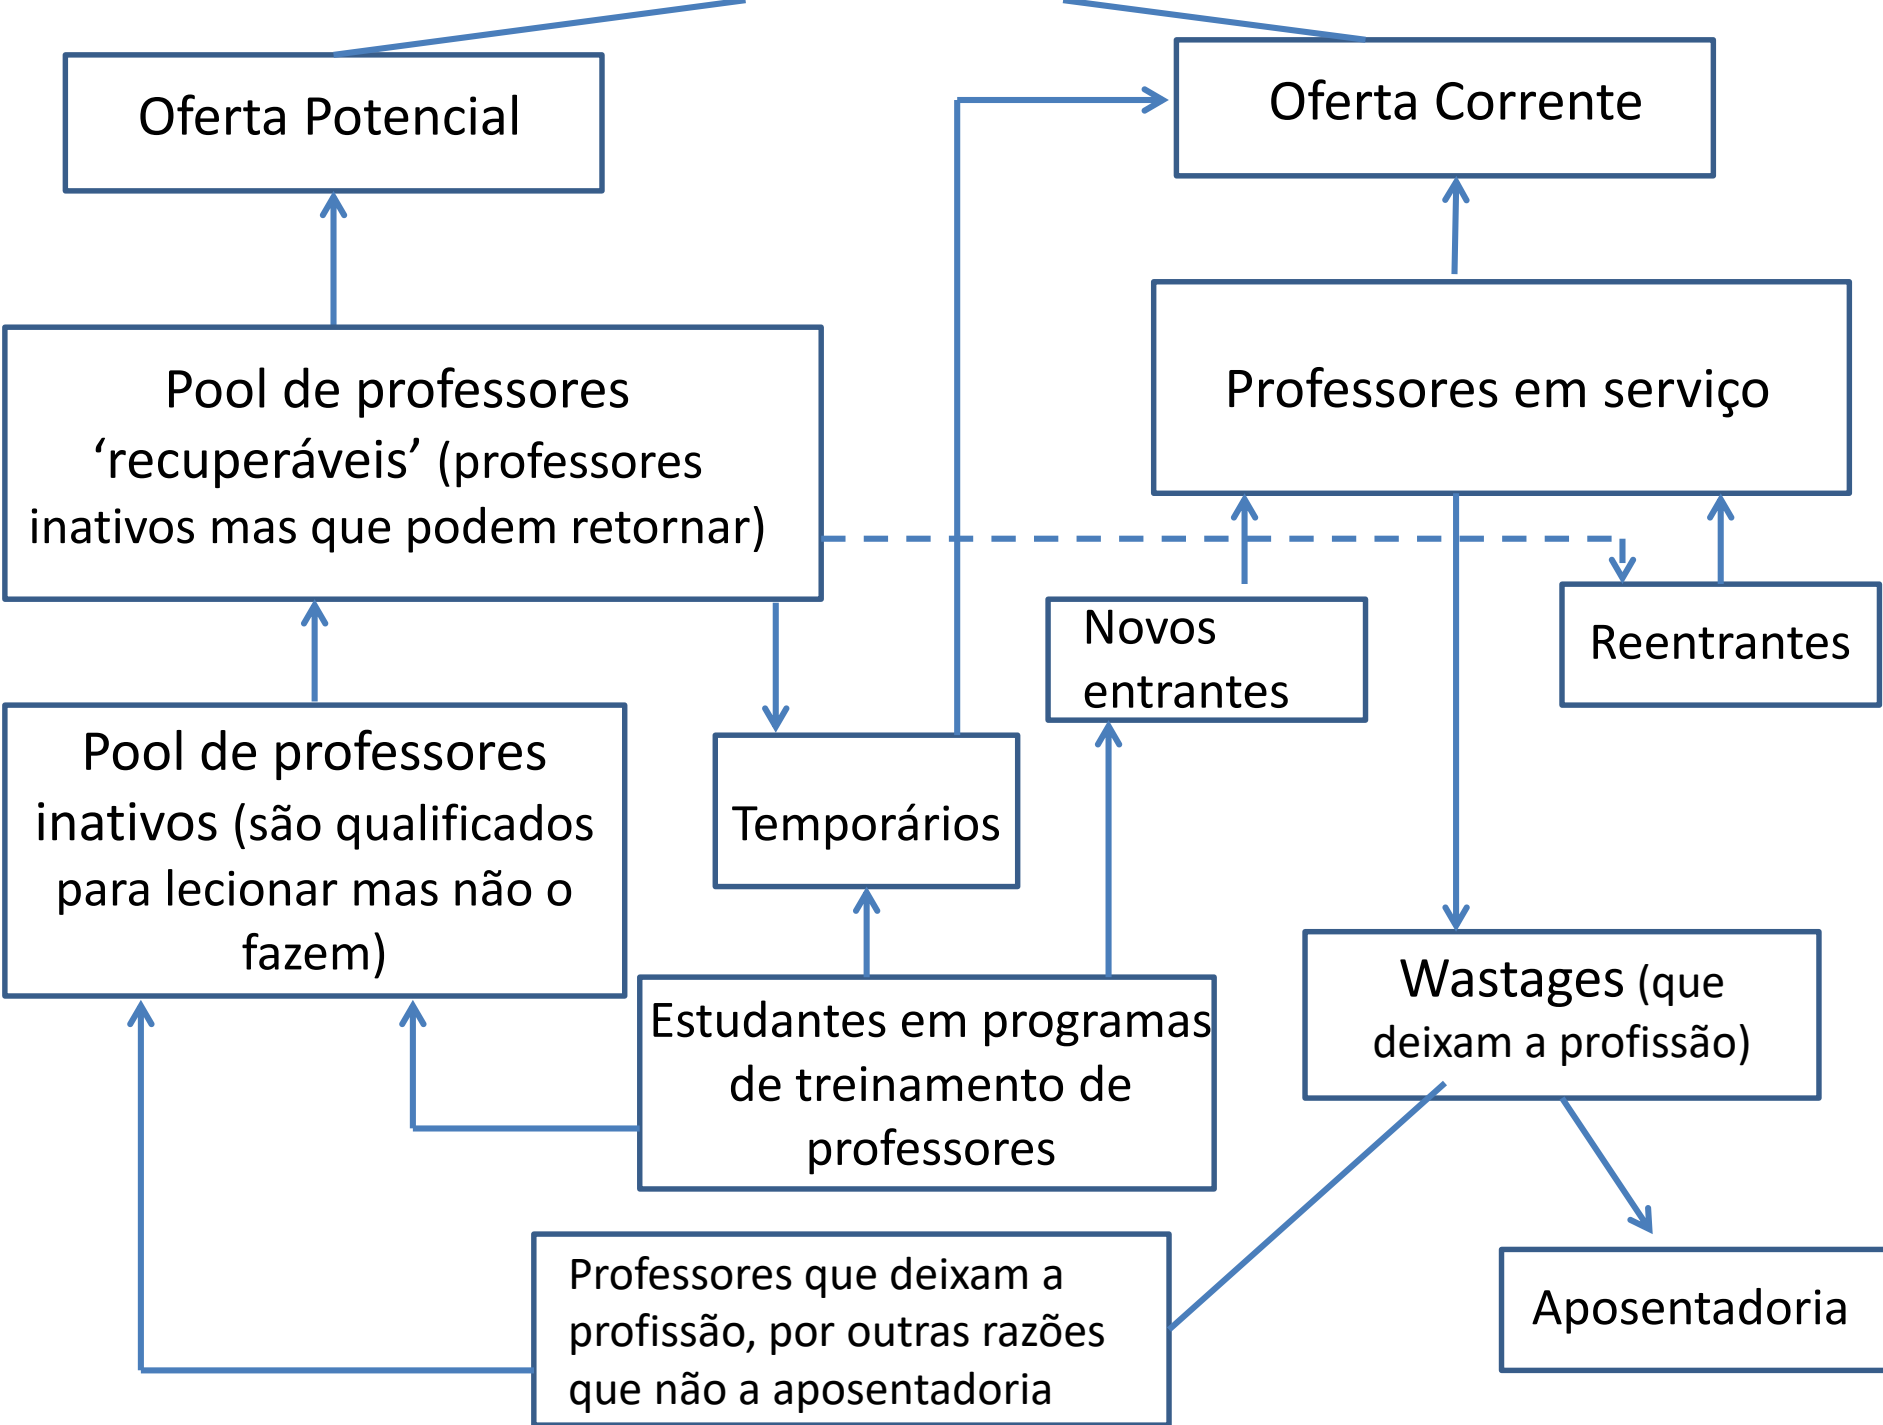 Oferta Potencial
Oferta Corrente
Pool de professores
‘recuperáveis’ (professores
inativos mas que podem retornar)
Professores em serviço
Novos
entrantes
Reentrantes
Pool de professores
inativos (são qualificados
para lecionar mas não o
fazem)
Temporários
Estudantes em programas
de treinamento de
professores
Wastages (que
deixam a profissão)
Professores que deixam a
profissão, por outras razões
que não a aposentadoria
Aposentadoria